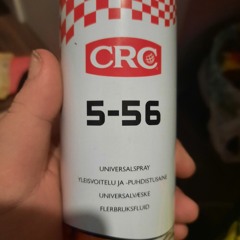 CRC
5-56
UNIVERSALSPRAY
YLEISVOITELU JA -PUHDISTUSAINE
UNIVERSALVÆSKE
FLERBRUKSFLUID